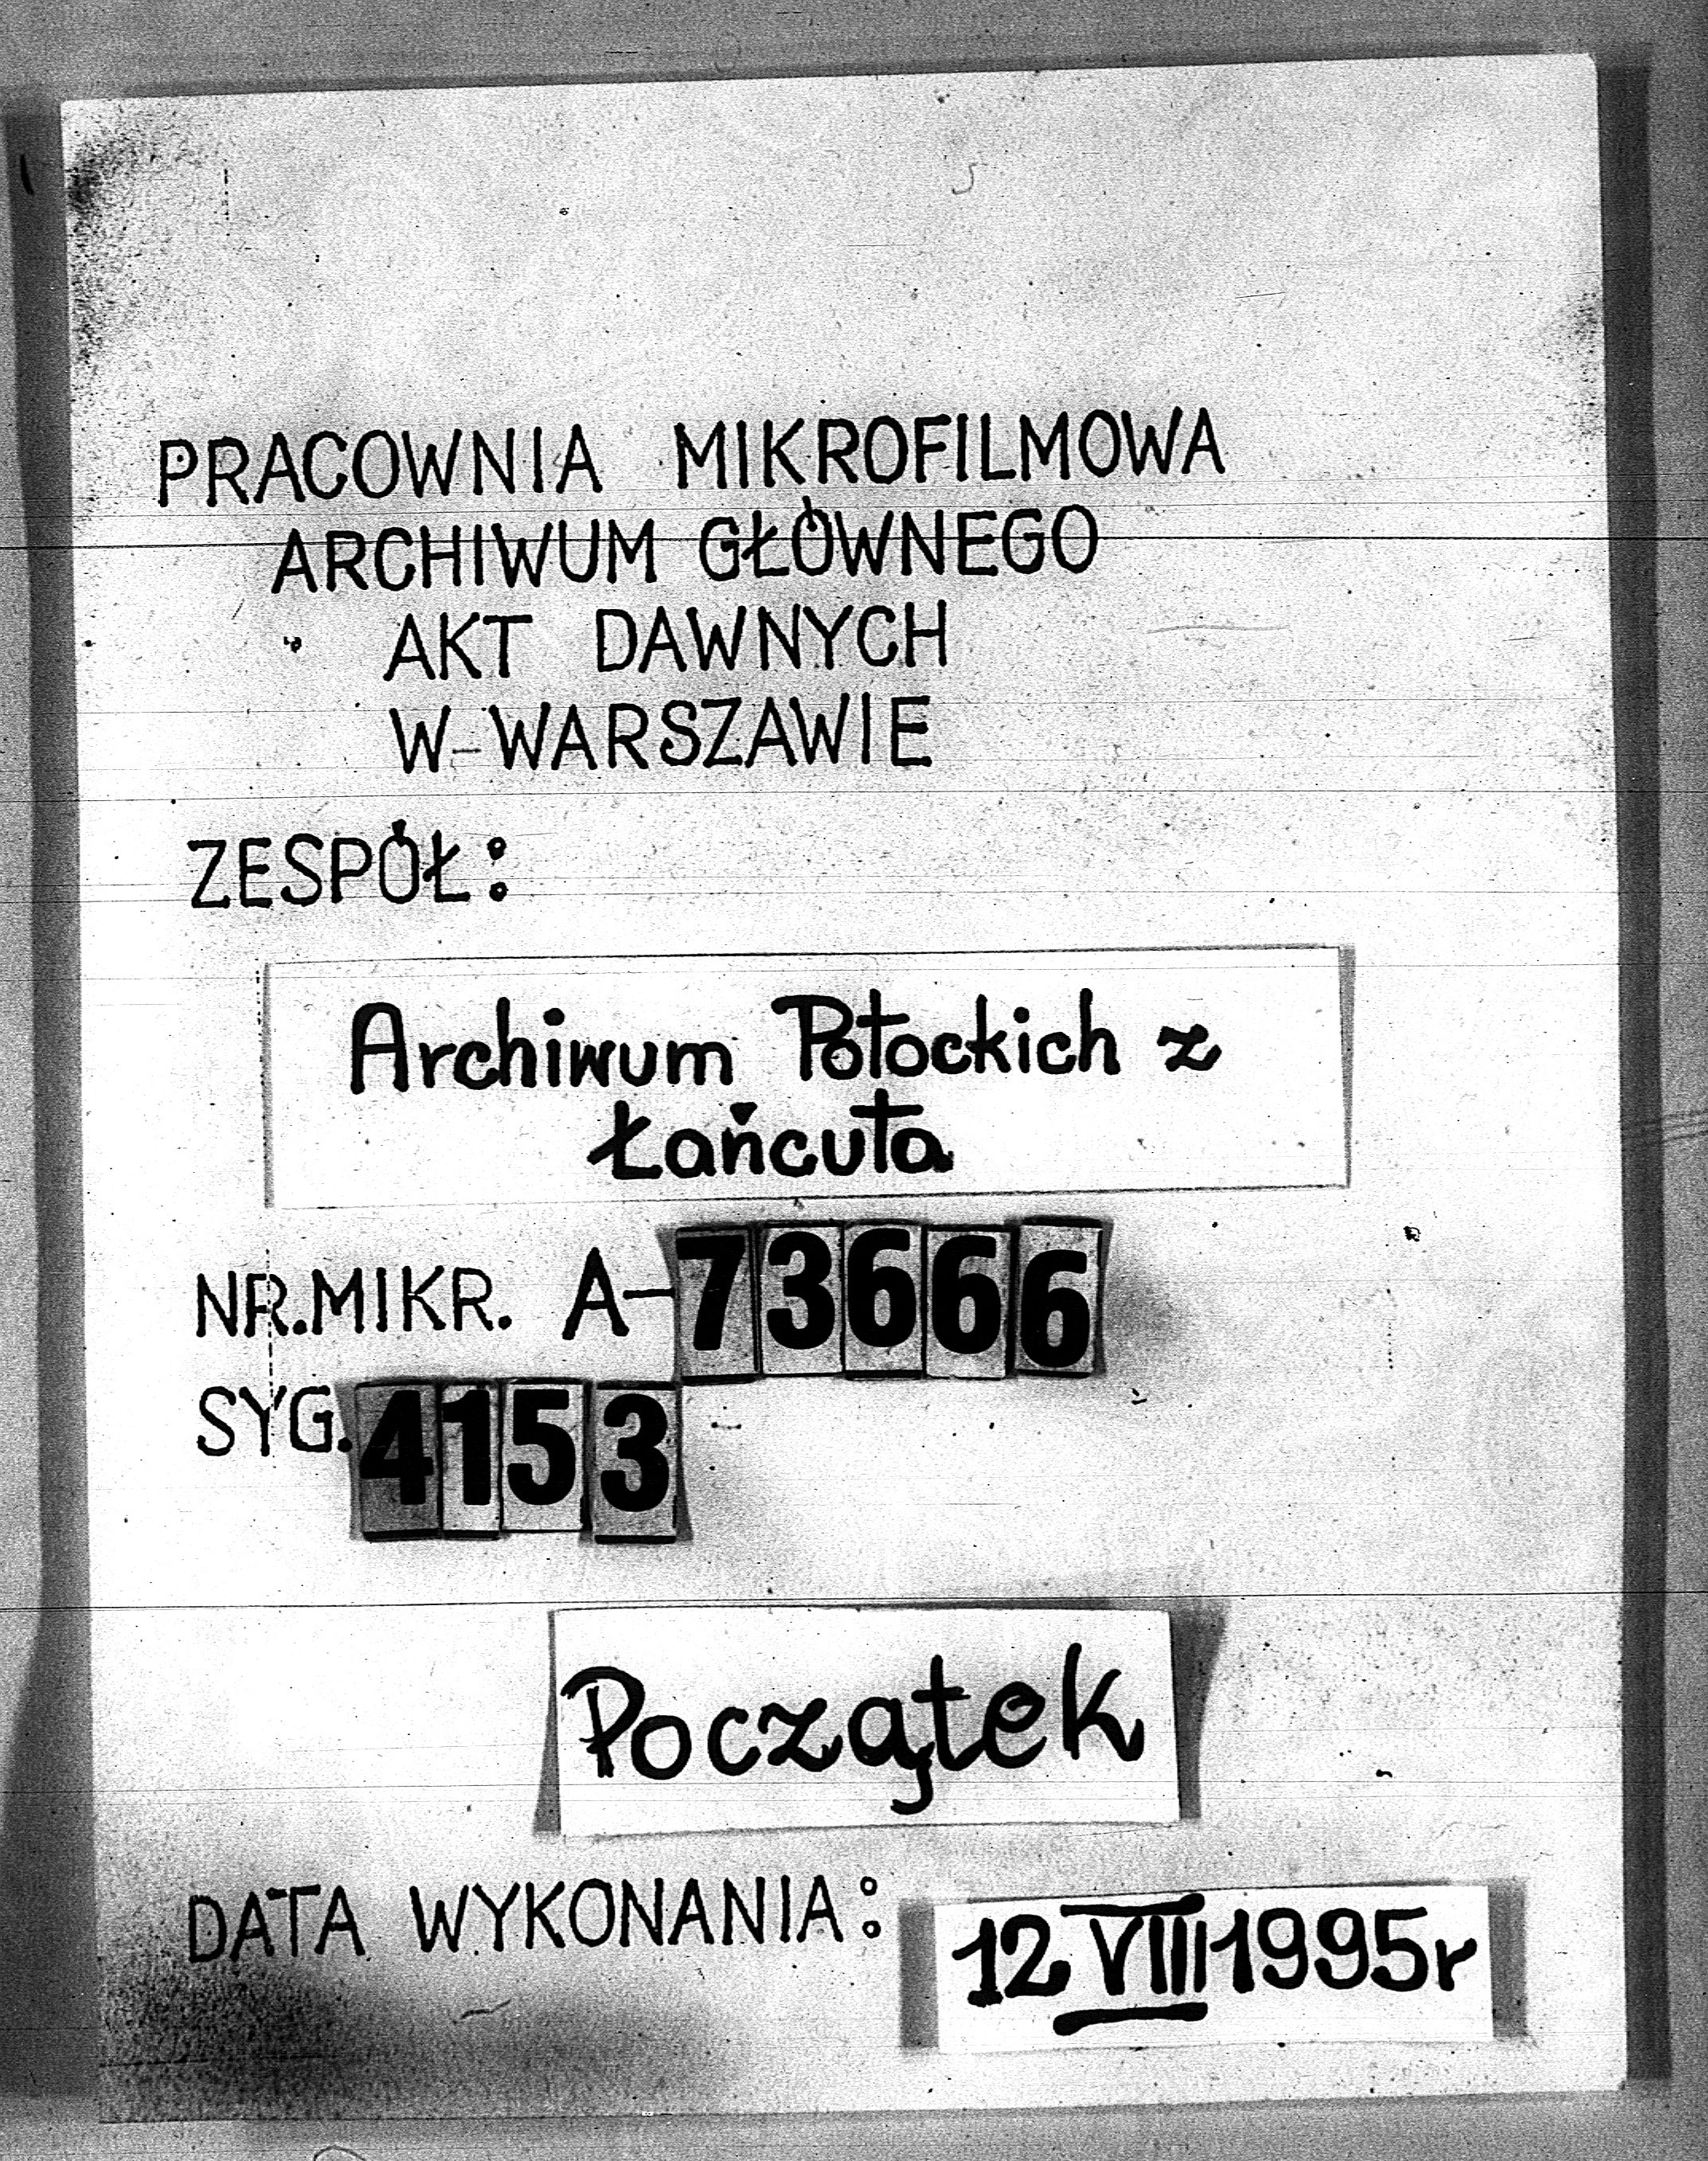 PRACOWNIA MIKROFILMOWA
ARCHIWUM GŁÓWNEGO
AKT DAWNYCH
W WARSZAWIE
ZESPÓŁ:
Archiwum Potockich z
Łańcuta
NR.MIKR. A-73666
SYG. 4153
Początek
DATA WYKONANIA: 12 VIII 1995r